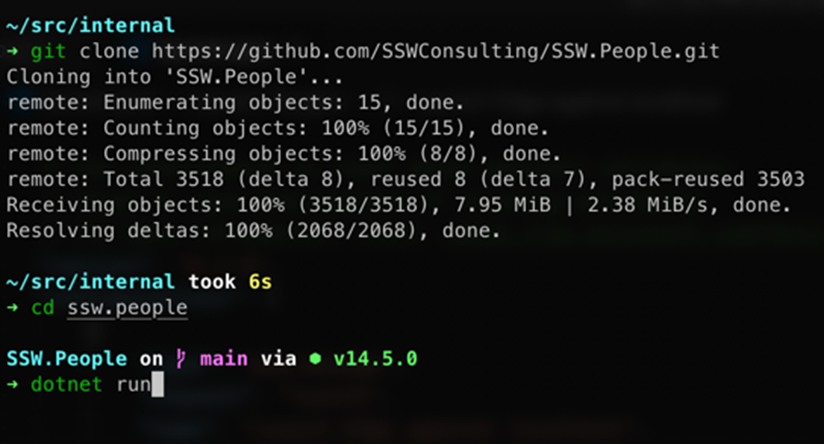 ~/src/internal
→ git clone https://github.com/SSWConsulting/SSW.People.git
Cloning into 'SSW.People'...
remote: Enumerating objects: 15, done.
remote: Counting objects: 100% (15/15), done.
remote: Compressing objects: 100% (8/8), done.
remote: Total 3518 (delta 8), reused 8 (delta 7), pack-reused 3503
Receiving objects: 100% (3518/3518), 7.95 MiB | 2.38 MiB/s, done.
Resolving deltas: 100% (2068/2068), done.
~/src/internal took 6s
→ cd ssw.people
SSW.People on main via ⬢ v14.5.0
→ dotnet run